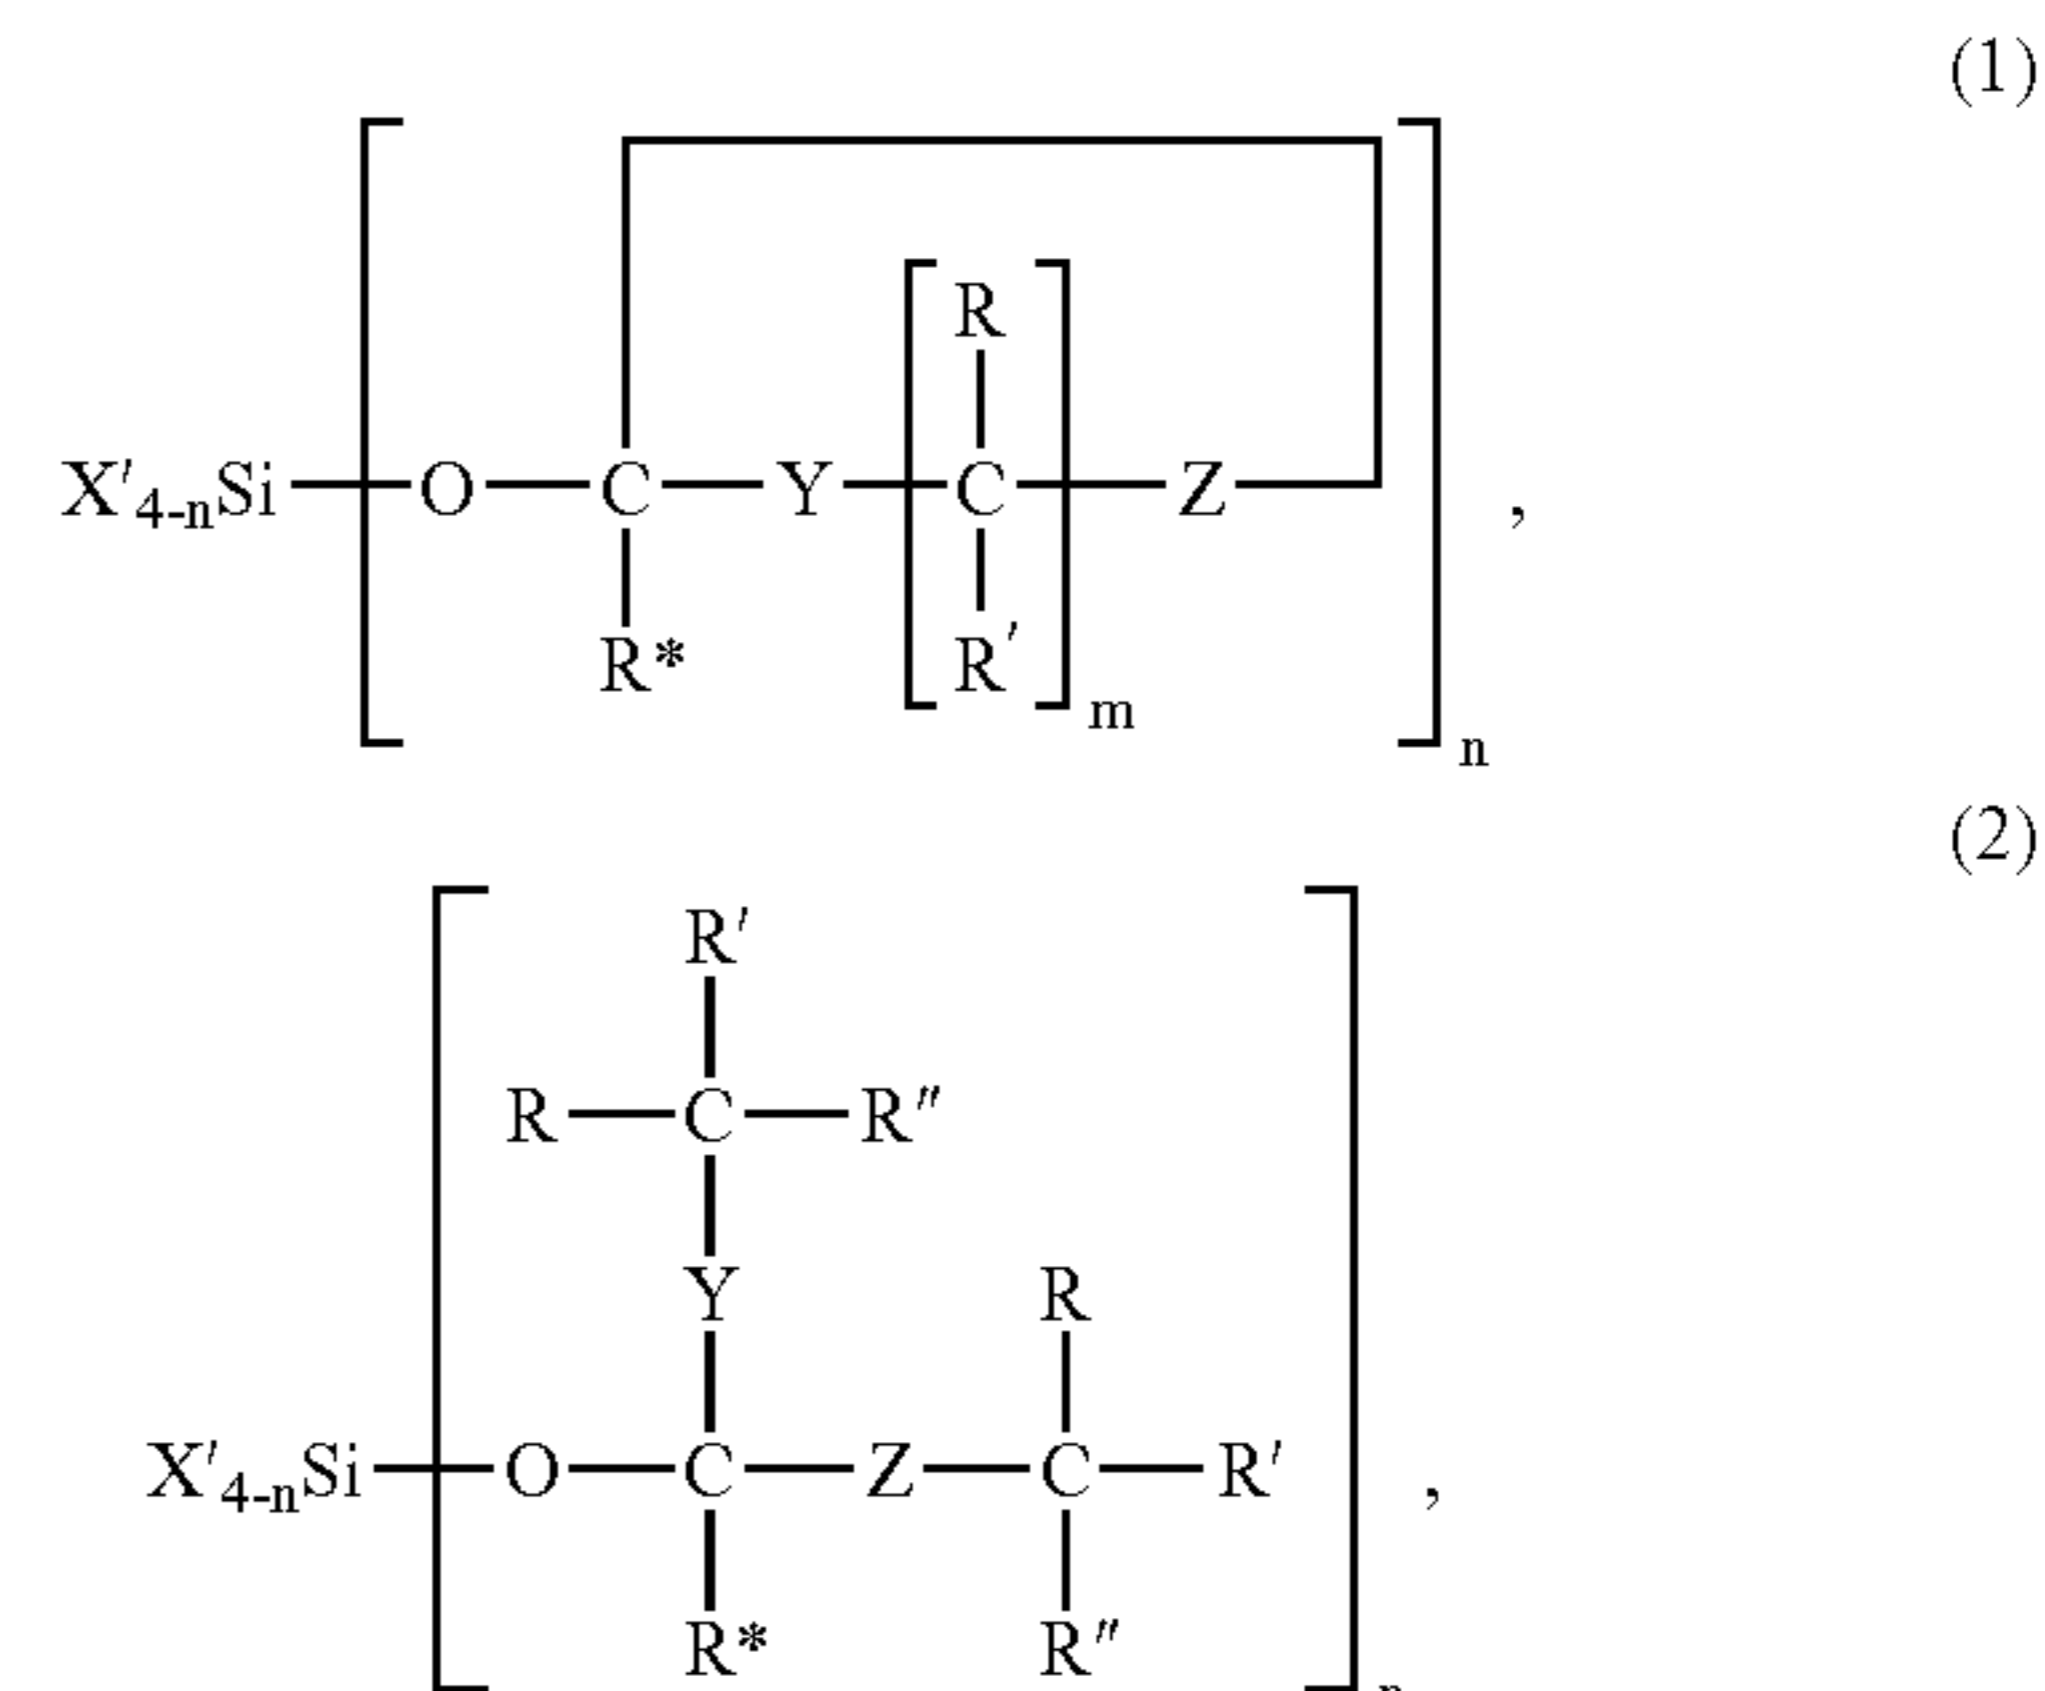 (1)
R
X'4-nSi—O—C—Y—C—Z ,
R* R' m
n
(2)
R'
R—C—R"
Y R
X'4-nSi—O—C—Z—C—R' ,
R* R"
n